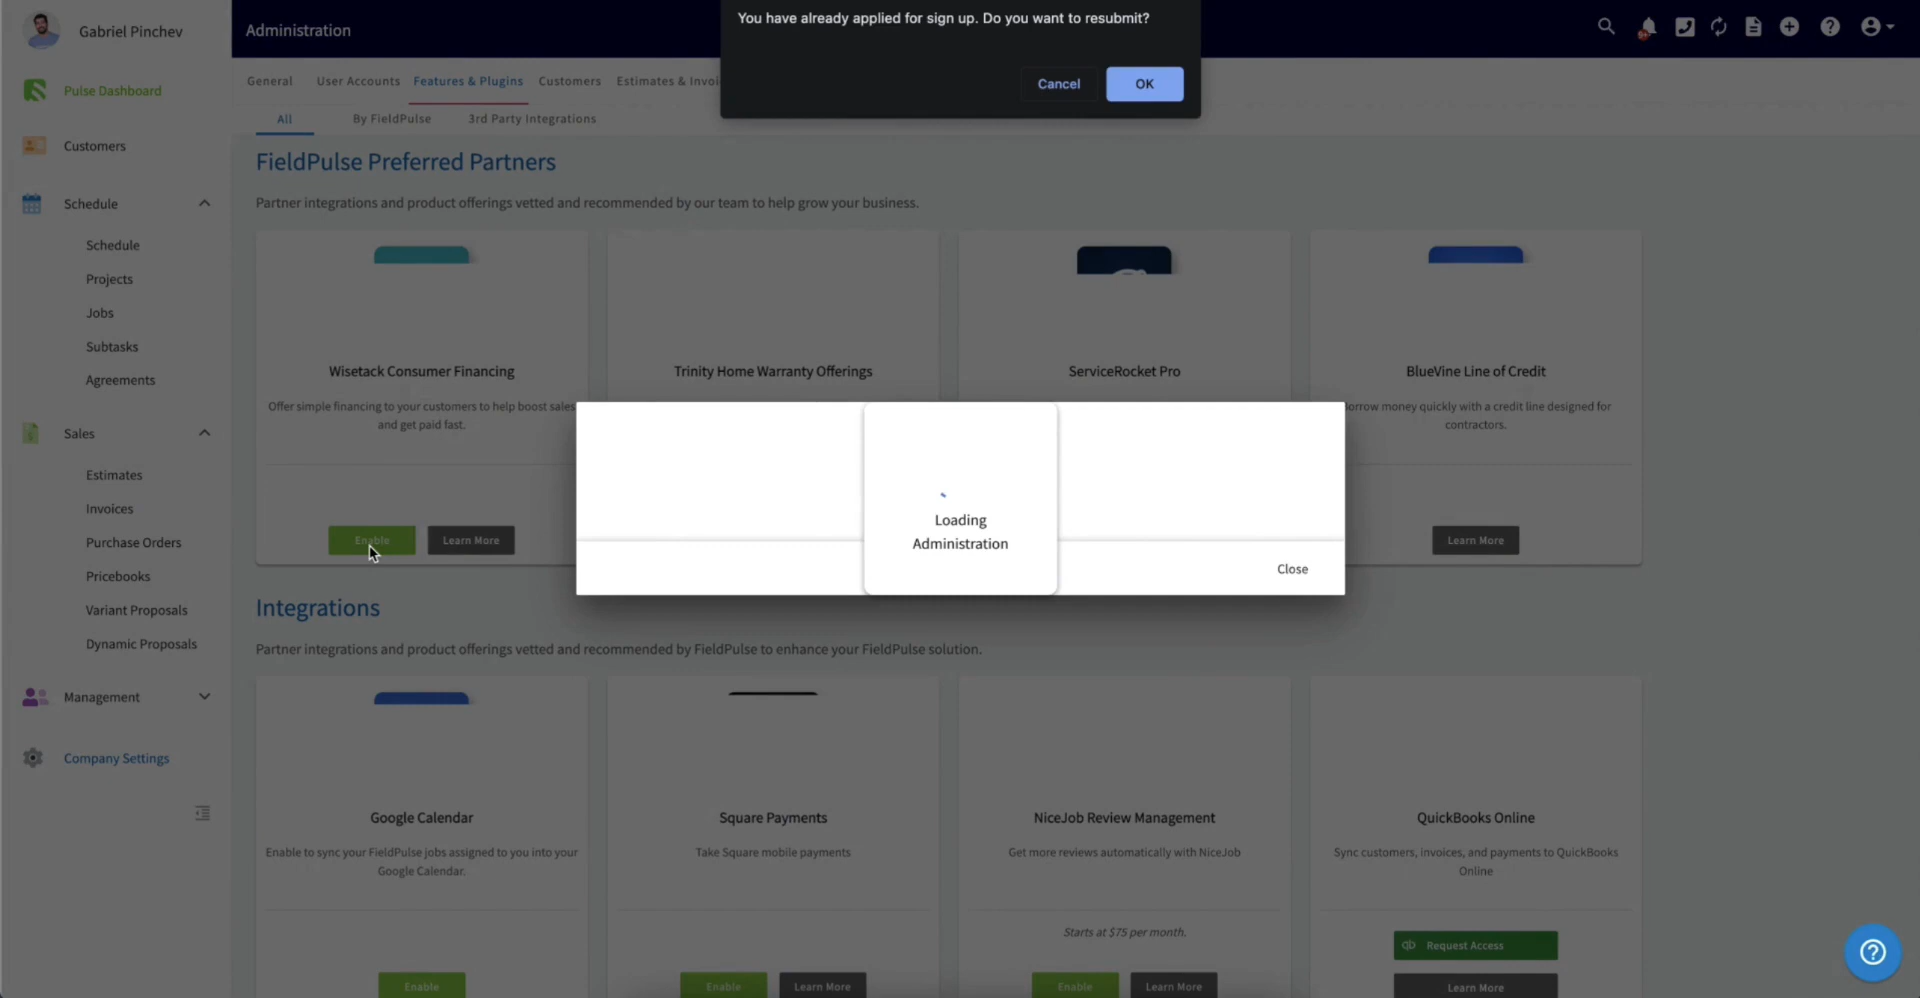 Gabriel Pinchev
Pulse Dashboard
Customers
Schedule
Schedule
Projects
Jobs
Subtasks
Agreements
Sales
Estimates
Invoices
Purchase Orders
Pricebooks
Variant Proposals
Dynamic Proposals
Management
Company Settings
Administration
You have already applied for sign up. Do you want to resubmit?
Cancel
OK
9+
General
User Accounts
Features & Plugins
Customers
Estimates &
All
By FieldPulse
3rd Party Integrations
FieldPulse Preferred Partners
Partner integrations and product offerings vetted and recommended by our team to help grow your business.
Wisetack Consumer Financing
Offer simple financing to your customers to help boost sales
and get paid fast.
Enable
Learn More
Trinity Home Warranty Offerings
ServiceRocket Pro
BlueVine Line of Credit
money quickly with a credit line designed for
contractors.
Learn More
Loading
Administration
Close
Integrations
Partner integrations and product offerings vetted and recommended by FieldPulse to enhance your FieldPulse solution.
Google Calendar
Enable to sync your FieldPulse jobs assigned to you into your
Google Calendar.
Enable
Square Payments
Take Square mobile payments
Enable
Learn More
NiceJob Review Management
Get more reviews automatically with NiceJob
Starts at $75 per month.
Enable
Learn More
QuickBooks Online
Sync customers, invoices, and payments to QuickBooks
Online
qb Request Access
Learn More